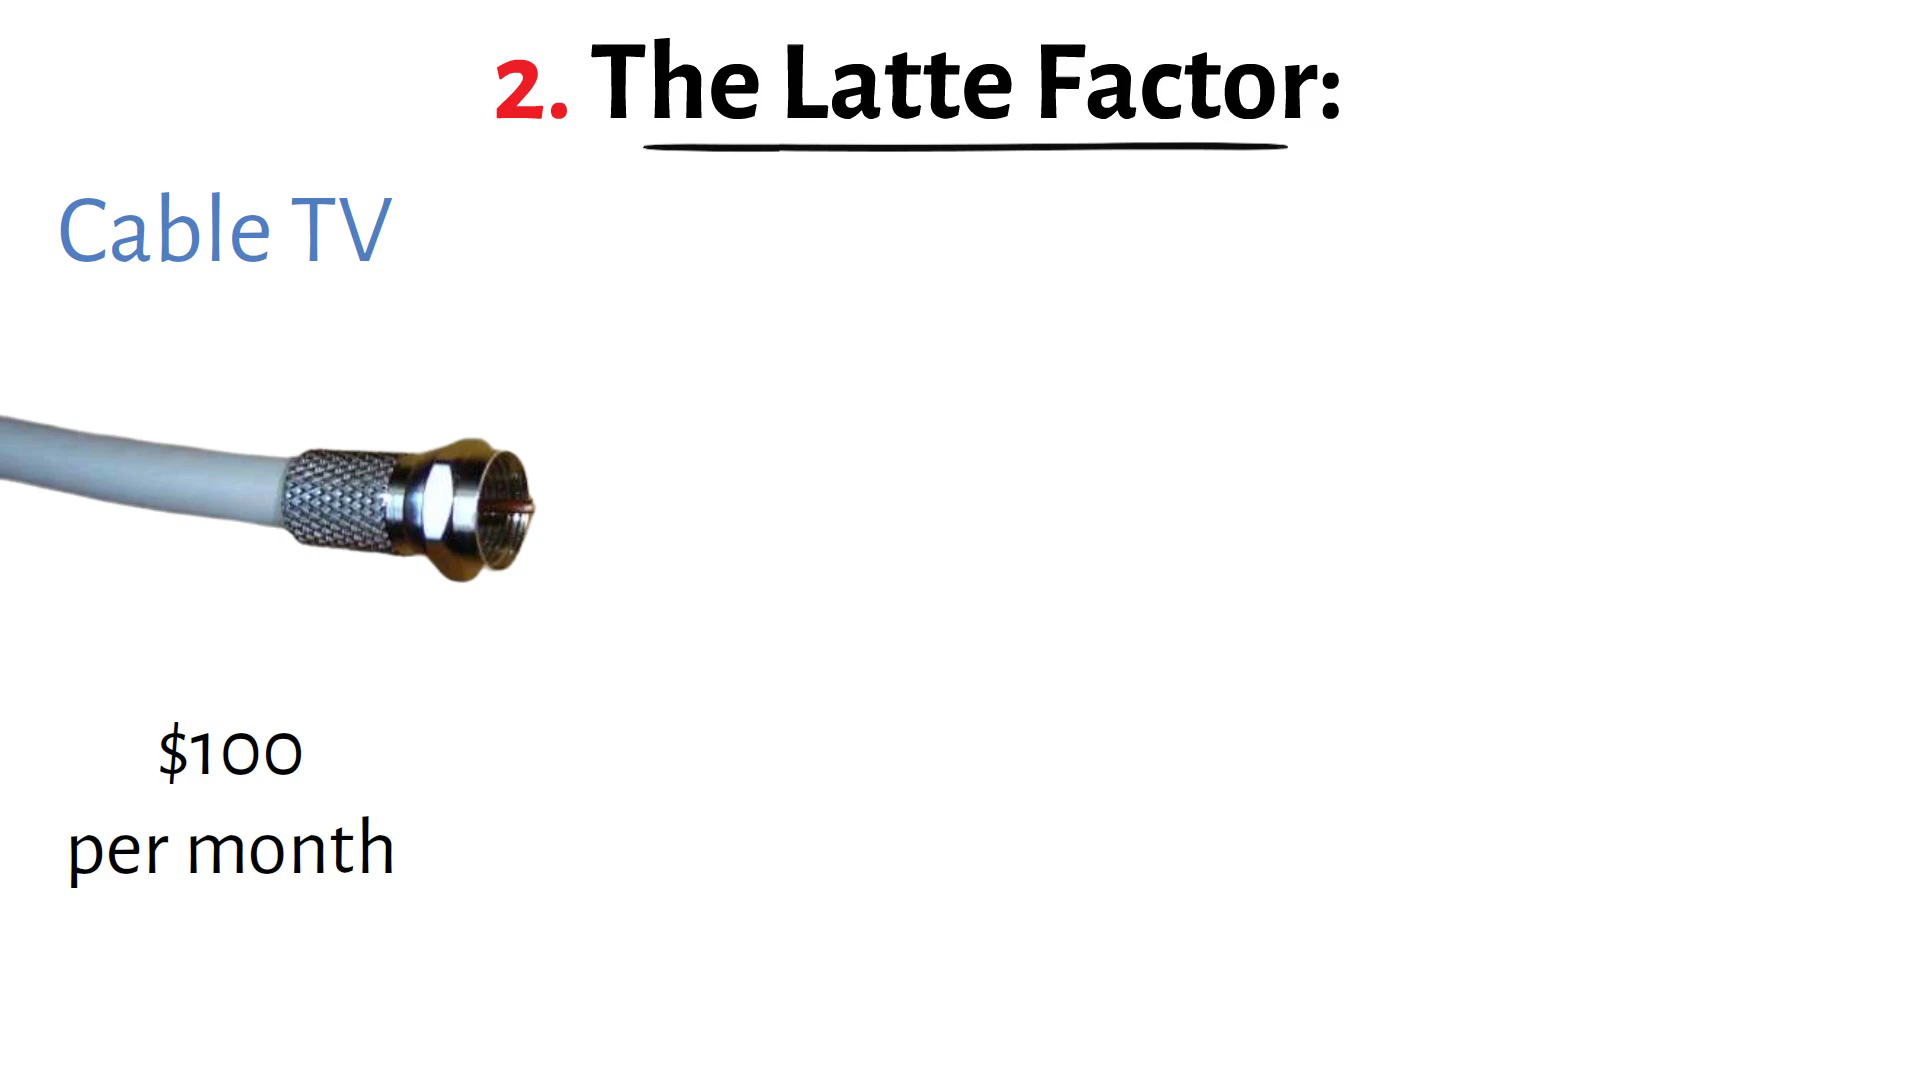 2. The Latte Factor:
Cable TV
$100
per month